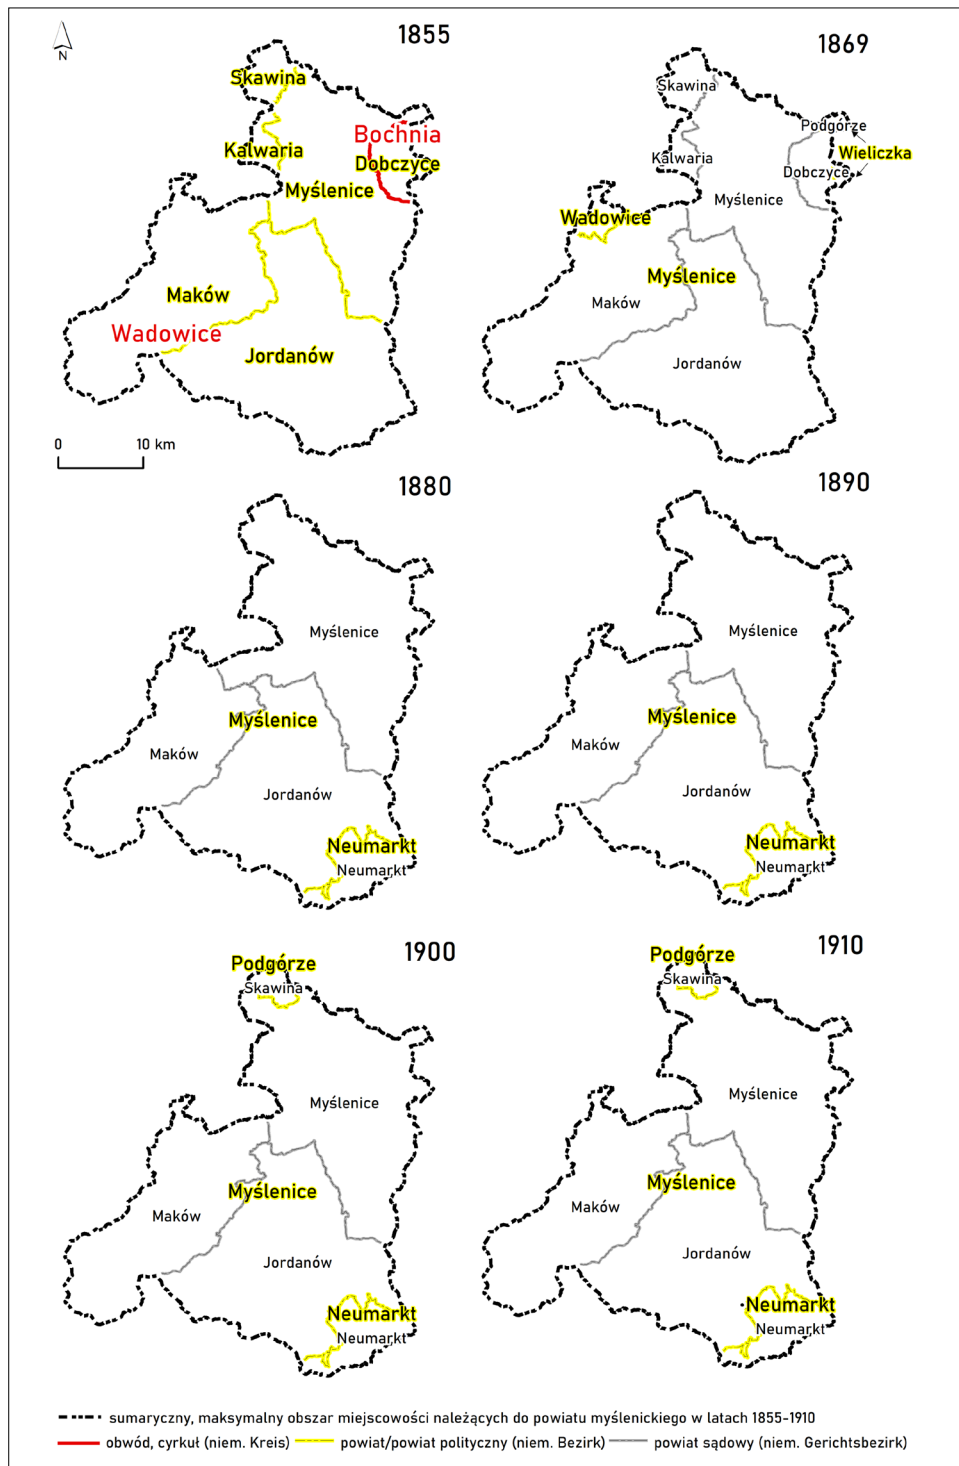 N
1855
Skawina
Bochnia
Kalwaria
Dobczyce
Myślenice
Maków
Wadowice
Jordanów
0 10 km
1869
Skawina
Podgórze
Wieliczka
Kalwaria
Dobczyce
Myślenice
Wadowice
Myślenice
Maków
Jordanów
1880
Myślenice
Myślenice
Maków
Jordanów
Neumarkt
Neumarkt
1890
Myślenice
Myślenice
Maków
Jordanów
Neumarkt
Neumarkt
1900
Podgórze
Skawina
Myślenice
Myślenice
Maków
Jordanów
Neumarkt
Neumarkt
1910
Podgórze
Skawina
Myślenice
Myślenice
Maków
Jordanów
Neumarkt
Neumarkt
sumaryczny, maksymalny obszar miejscowości należących do powiatu myślenickiego w latach 1855-1910
obwód, cyrkuł (niem. Kreis) powiat/powiat polityczny (niem. Bezirk) powiat sądowy (niem. Gerichtsbezirk)